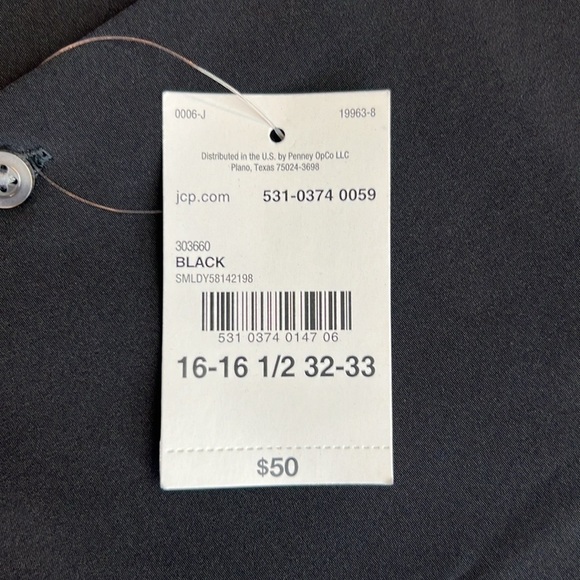 0006-J 19963-8
Distributed in the U.S. by Penney OpCo LLC
Plano, Texas 75024-3698
jcp.com 531-0374 0059
303660
BLACK
SMLDY58142198
531 0374 0147 06
16-16 1/2 32-33
$50